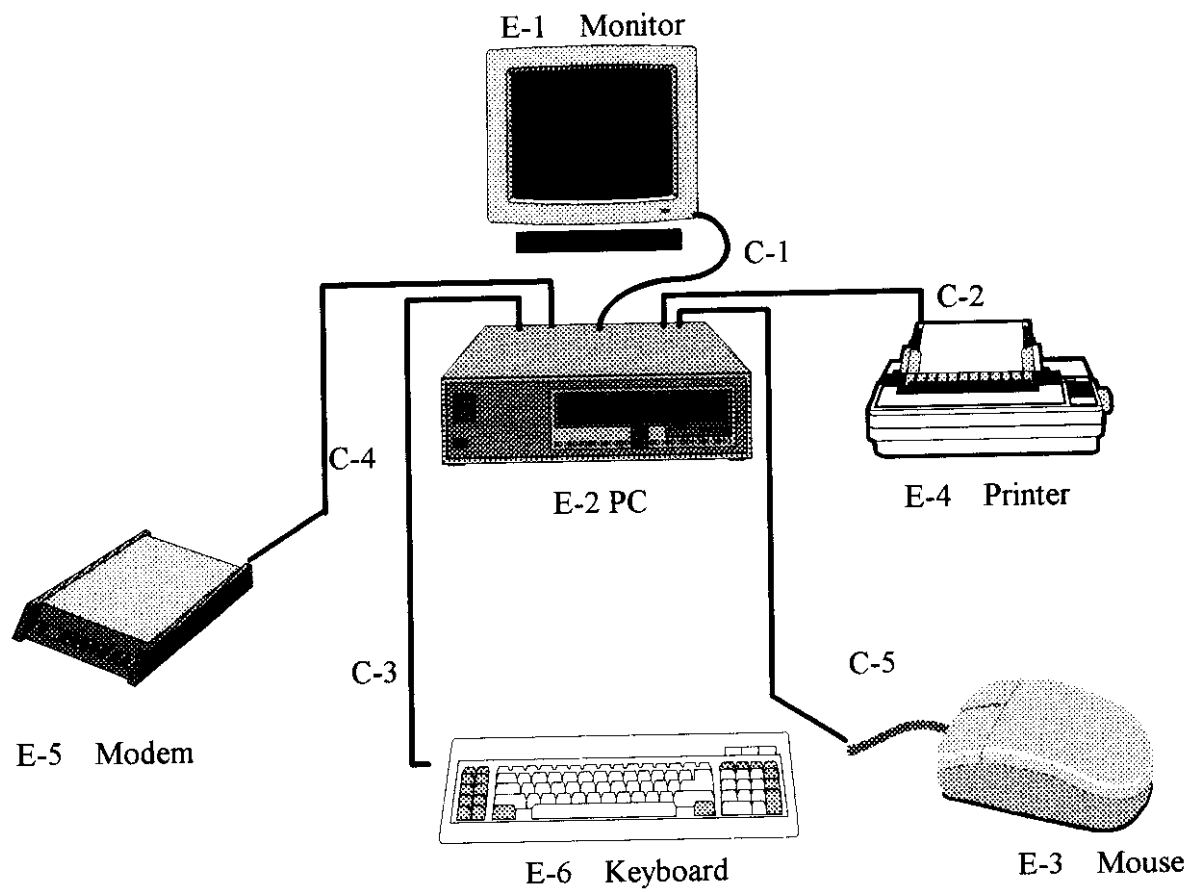 E-1 Monitor
C-1
C-2
C-4
E-2 PC
E-4 Printer
C-3
C-5
E-5 Modem
E-6 Keyboard
E-3 Mouse